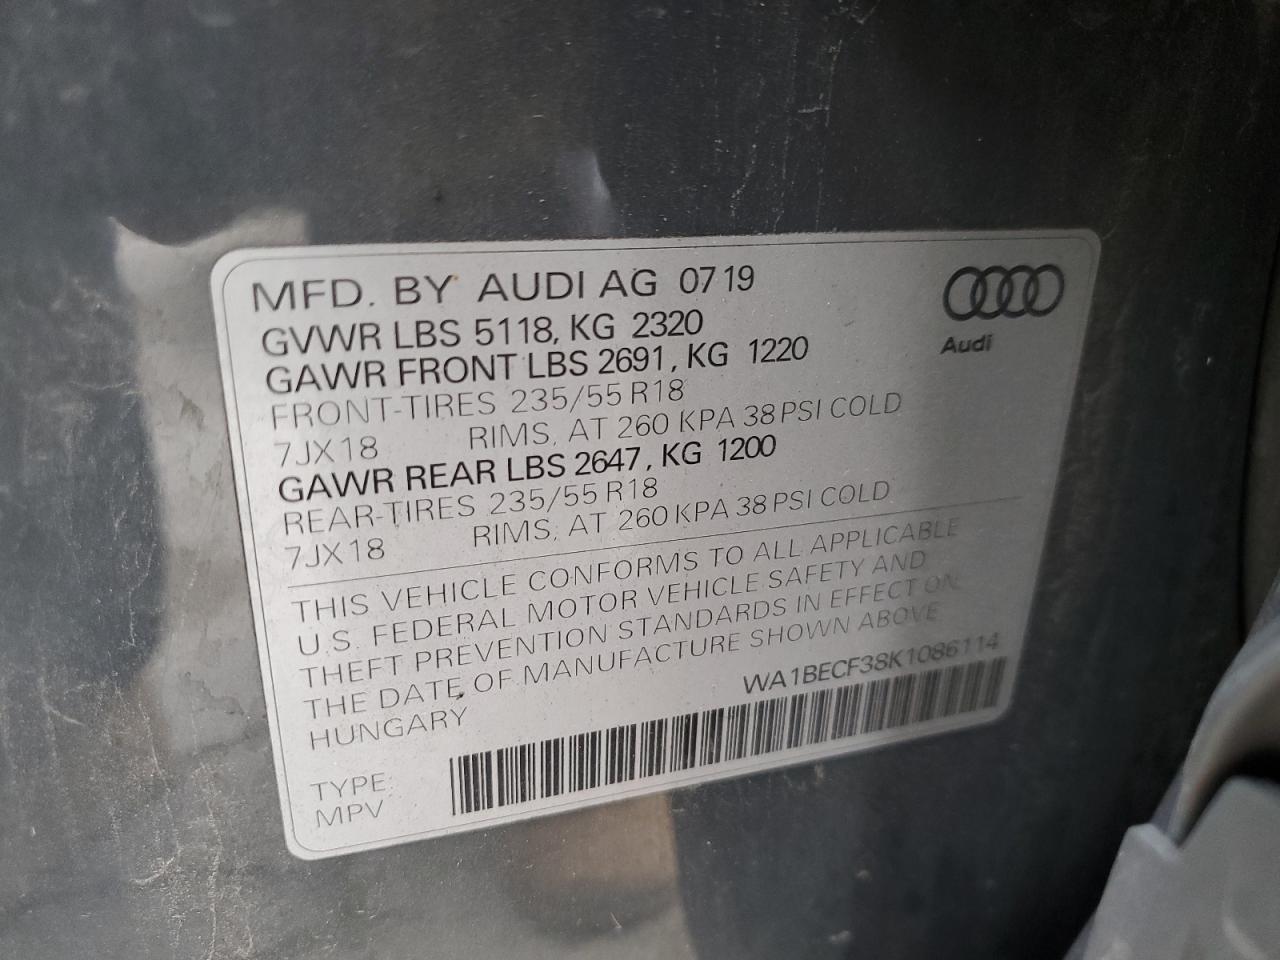 MFD. BY AUDI AG 07 19
GVWR LBS 5118, KG 2320
GAWR FRONT LBS 2691, KG 1220
FRONT-TIRES 235/55 R18
7JX18 RIMS, AT 260 KPA 38 PSI COLD
GAWR REAR LBS 2647, KG 1200
REAR-TIRES 235/55 R18
7JX18 RIMS, AT 260 KPA 38 PSI COLD
Audi
THIS VEHICLE CONFORMS TO ALL APPLICABLE
U.S. FEDERAL MOTOR VEHICLE SAFETY AND
THEFT PREVENTION STANDARDS IN EFFECT ON
THE DATE OF MANUFACTURE SHOWN ABOVE
HUNGARY
WA1BECF38K1086114
TYPE:
MPV